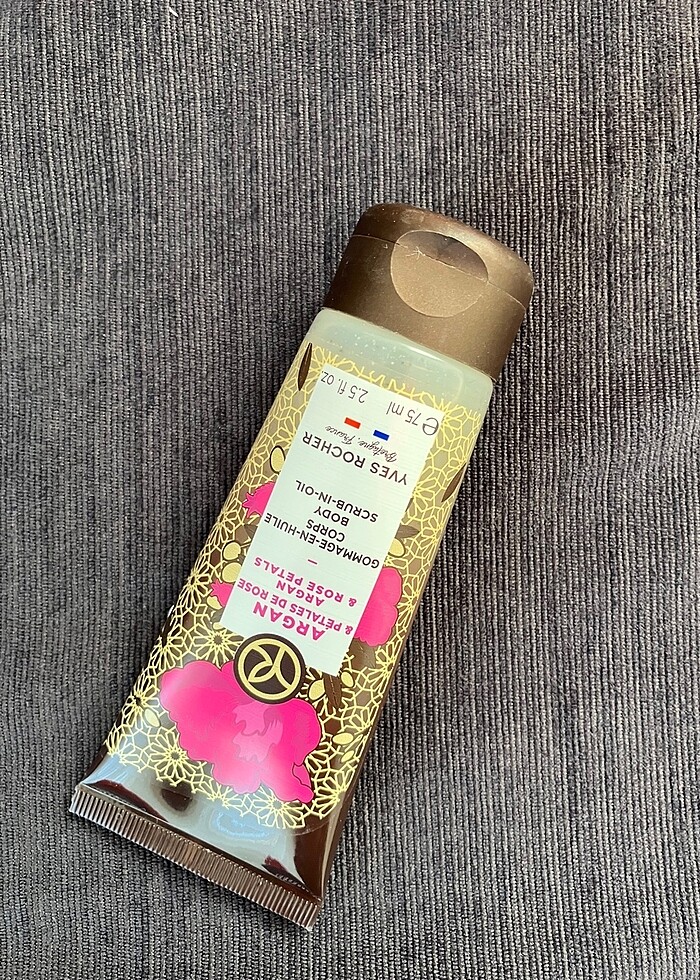 ARGAN
& PÉTALES DE ROSE
ARGAN
& ROSE PETALS
–
GOMMAGE-EN-HUILE
CORPS
BODY
SCRUB-IN-OIL
YVES ROCHER
Bretagne, France
℮ 75 ml 2.5 fl. oz